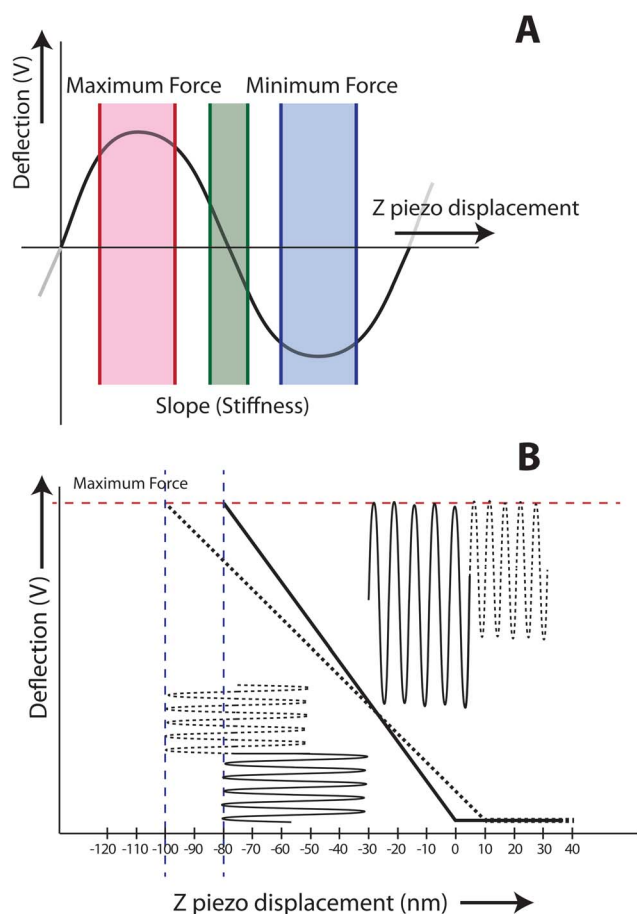 A
Deflection (V)
Maximum Force
Minimum Force
Z piezo displacement
Slope (Stiffness)
B
Maximum Force
Deflection (V)
-120 -110 -100 -90 -80 -70 -60 -50 -40 -30 -20 -10 0 10 20 30 40
Z piezo displacement (nm)